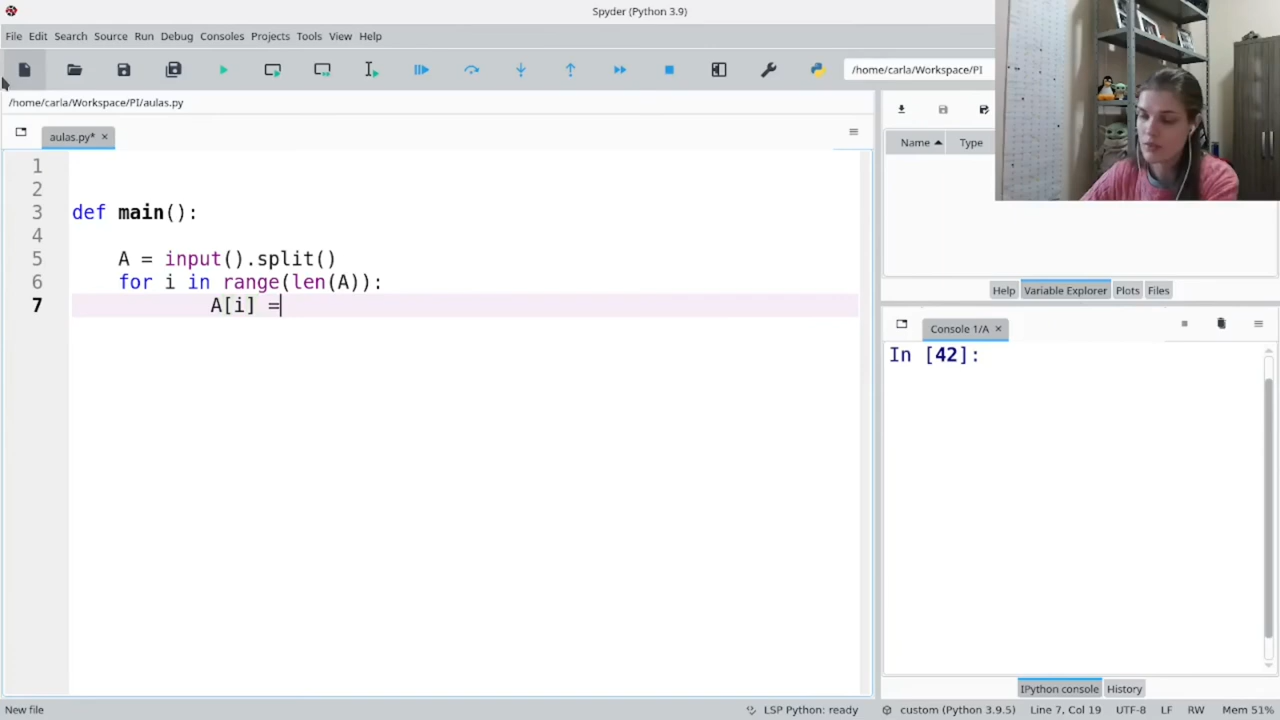 Spyder (Python 3.9)
File Edit Search Source Run Debug Consoles Projects Tools View Help
/home/carla/Workspace/PI
/home/carla/Workspace/PI/aulas.py
aulas.py*
Name Type
1
2
3 def main():
4
5 A = input().split()
6 for i in range(len(A)):
7 A[i] =
Help Variable Explorer Plots Files
Console 1/A
In [42]:
IPython console History
New file LSP Python: ready custom (Python 3.9.5) Line 7, Col 19 UTF-8 LF RW Mem 51%